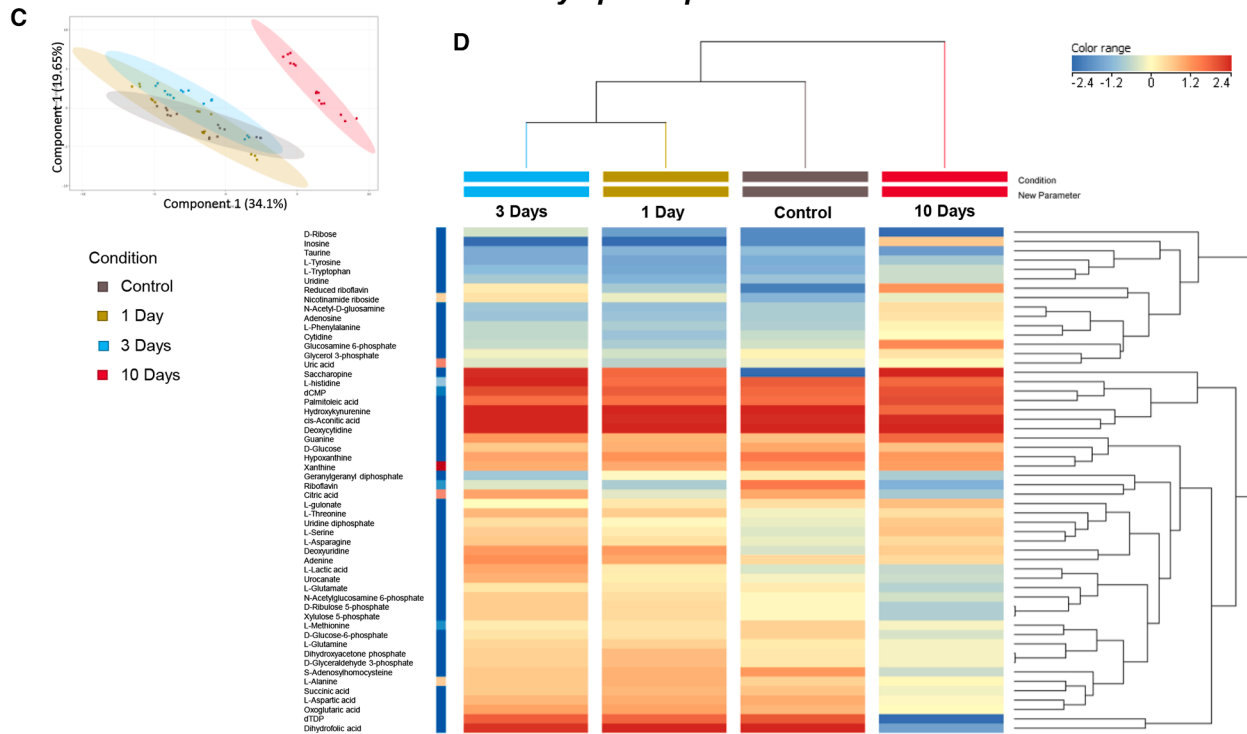 C
Component 1 (19.65%)
Component 1 (34.1%)
D
Color range
-2.4 -1.2 0 1.2 2.4
Condition
New Parameter
3 Days 1 Day Control 10 Days
Condition
Control
1 Day
3 Days
10 Days
D-Ribose
Inosine
Taurine
L-Tyrosine
L-Tryptophan
Uridine
Reduced riboflavin
Nicotinamide riboside
N-Acetyl-D-gluosamine
Adenosine
L-Phenylalanine
Cytidine
Glucosamine 6-phosphate
Glycerol 3-phosphate
Uric acid
Saccharopine
L-histidine
dCMP
Palmitoleic acid
Hydroxykynurenine
cis-Aconitic acid
Deoxycytidine
Guanine
D-Glucose
Hypoxanthine
Xanthine
Geranylgeranyl diphosphate
Riboflavin
Citric acid
L-gulonate
L-Threonine
Uridine diphosphate
L-Serine
L-Asparagine
Deoxyuridine
Adenine
L-Lactic acid
Urocanate
L-Glutamate
N-Acetylglucosamine 6-phosphate
D-Ribulose 5-phosphate
Xylulose 5-phosphate
L-Methionine
D-Glucose-6-phosphate
L-Glutamine
Dihydroxyacetone phosphate
D-Glyceraldehyde 3-phosphate
S-Adenosylhomocysteine
L-Alanine
Succinic acid
L-Aspartic acid
Oxoglutaric acid
dTDP
Dihydrofolic acid